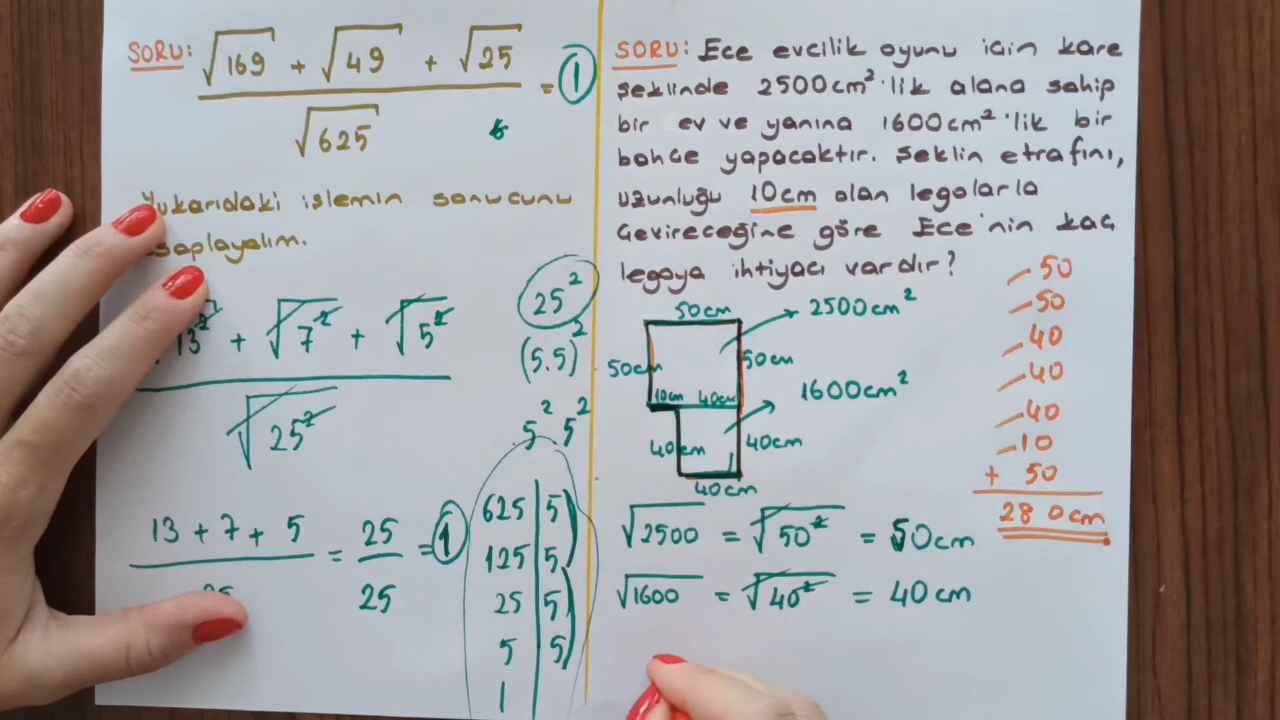 SORU: √169 + √49 + √25
√625
= 1
Yukarıdaki işlemin sonucunu
saplayalım.
13² + √7² + √5²
√25²
25²
(5.5)²
5² 5²
13 + 7 + 5 = 25 = 1
25 25
625 | 5
125 | 5
25 | 5
5 | 5
1
SORU: Ece evcilik oyunu için kare
şeklinde 2500cm²'lik alana sahip
bir ev ve yanına 1600cm²'lik bir
bahçe yapacaktır. Şeklin etrafını,
uzunluğu 10cm olan legolarla
çevireceğine göre Ece'nin kaç
legoya ihtiyacı vardır?
50cm
2500cm²
50cm
50cm
10cm 40cm
1600cm²
40cm
40cm
40cm
√2500 = √50² = 50cm
√1600 = √40² = 40cm
50
50
40
40
40
10
+ 50
280cm